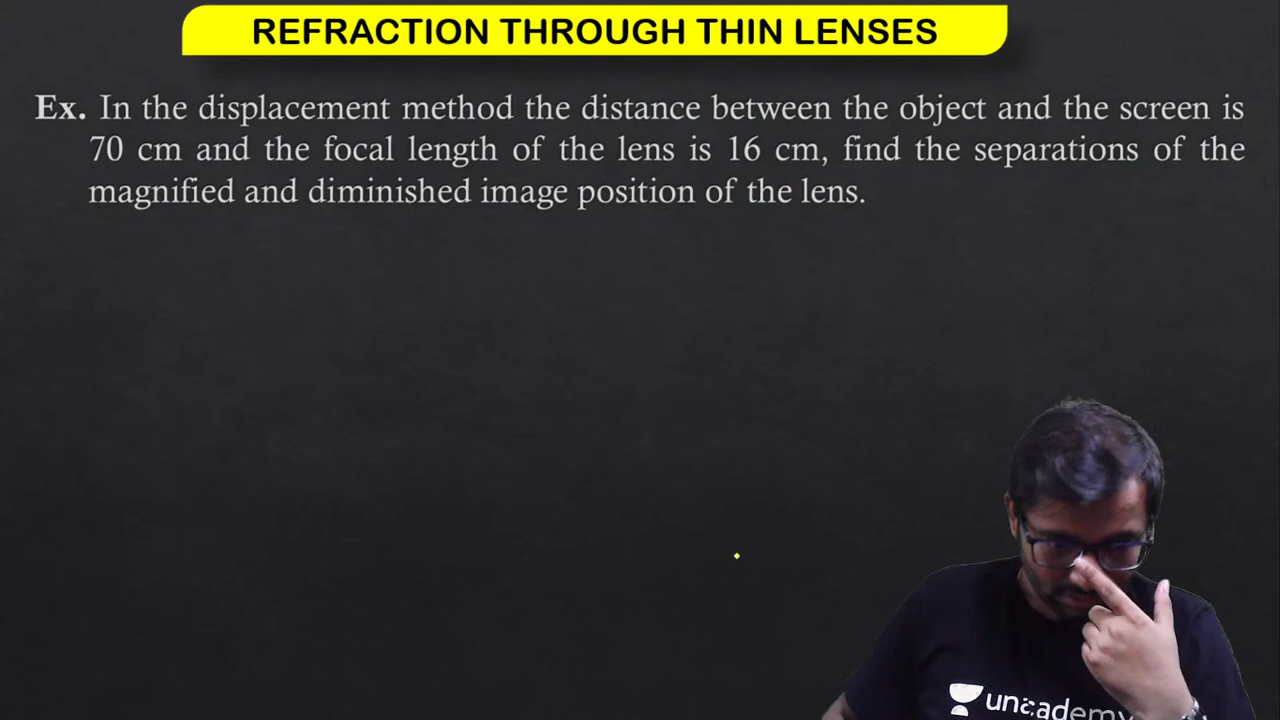 REFRACTION THROUGH THIN LENSES
Ex. In the displacement method the distance between the object and the screen is
70 cm and the focal length of the lens is 16 cm, find the separations of the
magnified and diminished image position of the lens.
unacademy